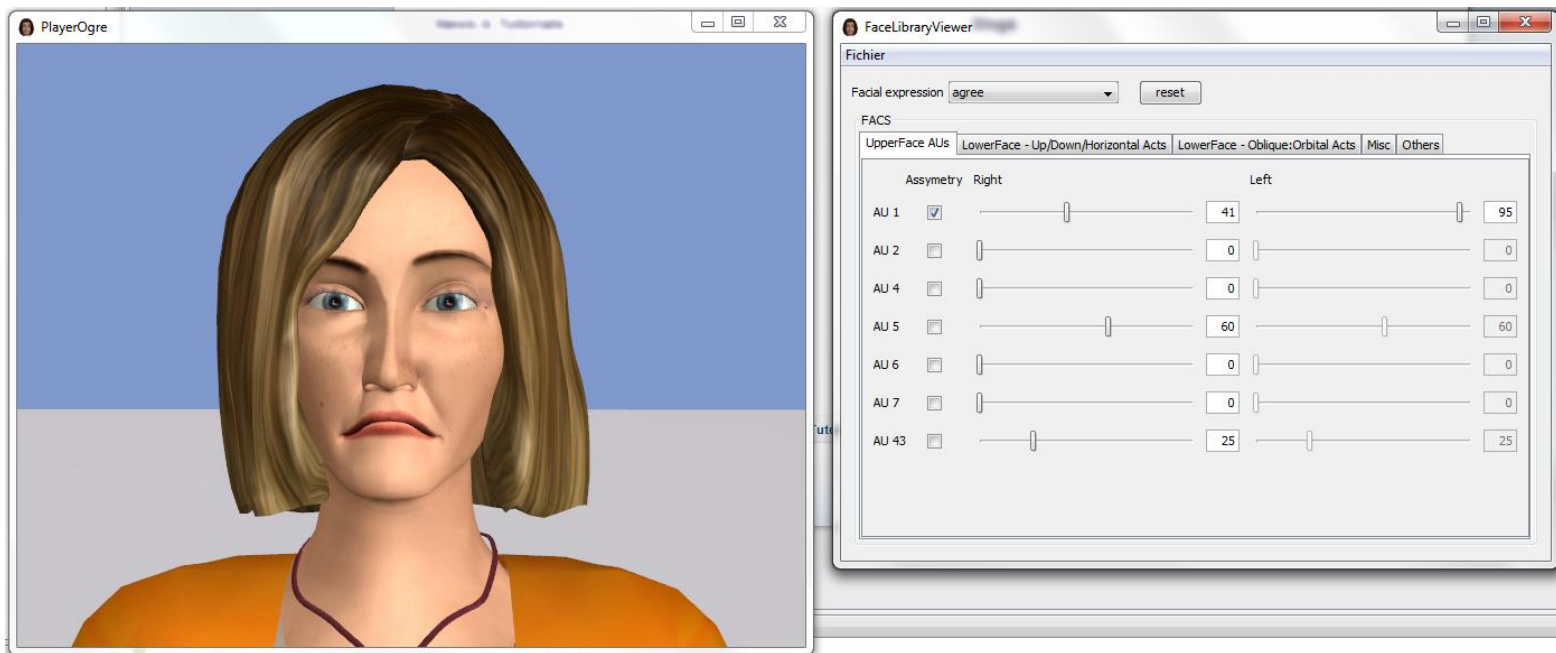 PlayerOgre
FaceLibraryViewer
Fichier
Facial expression agree reset
FACS
UpperFace AUs LowerFace - Up/Down/Horizontal Acts LowerFace - Oblique:Orbital Acts Misc Others
Assymetry Right Left
AU 1 41 95
AU 2 0 0
AU 4 0 0
AU 5 60 60
AU 6 0 0
AU 7 0 0
AU 43 25 25